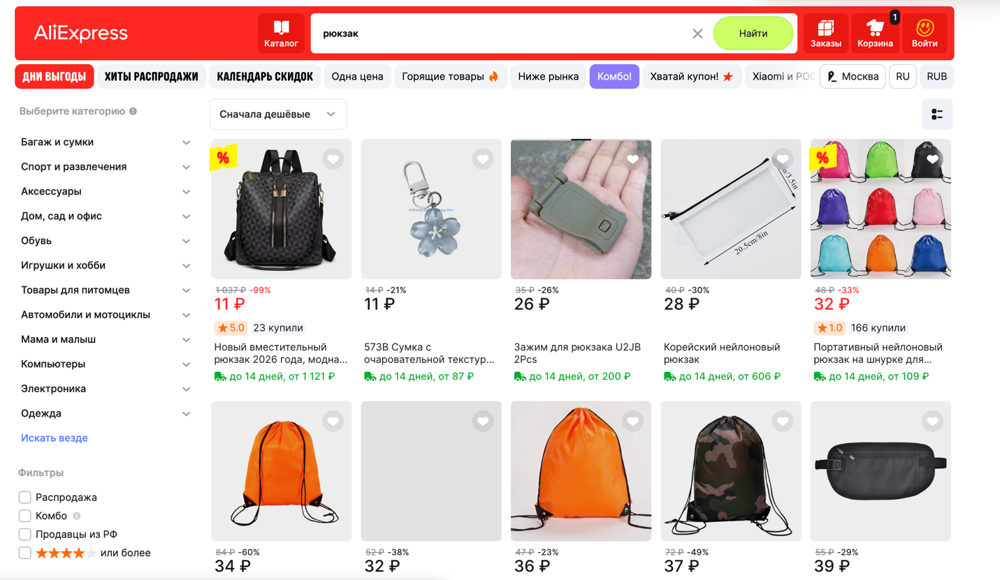 AliExpress
Каталог
рюкзак
Найти
Заказы
1
Корзина
Войти
ДНИ ВЫГОДЫ
ХИТЫ РАСПРОДАЖИ
КАЛЕНДАРЬ СКИДОК
Одна цена
Горящие товары
Ниже рынка
Комбо!
Хватай купон!
Xiaomi и POC
Москва
RU
RUB
Выберите категорию
Багаж и сумки
Спорт и развлечения
Аксессуары
Дом, сад и офис
Обувь
Игрушки и хобби
Товары для питомцев
Автомобили и мотоциклы
Мама и малыш
Компьютеры
Электроника
Одежда
Искать везде
Фильтры
Распродажа
Комбо
Продавцы из РФ
или более
Сначала дешёвые
%
1 037 ₽ -99%
11 ₽
5.0 23 купили
Новый вместительный
рюкзак 2026 года, модна...
до 14 дней, от 1 121 ₽
14 ₽ -21%
11 ₽
573B Сумка с
очаровательной текстур...
до 14 дней, от 87 ₽
35 ₽ -26%
26 ₽
Зажим для рюкзака U2JB
2Pcs
до 14 дней, от 200 ₽
20.5cm/8in
/3.5in
40 ₽ -30%
28 ₽
Корейский нейлоновый
рюкзак
до 14 дней, от 606 ₽
%
48 ₽ -33%
32 ₽
1.0 166 купили
Портативный нейлоновый
рюкзак на шнурке для...
до 14 дней, от 109 ₽
84 ₽ -60%
34 ₽
52 ₽ -38%
32 ₽
47 ₽ -23%
36 ₽
72 ₽ -49%
37 ₽
55 ₽ -29%
39 ₽